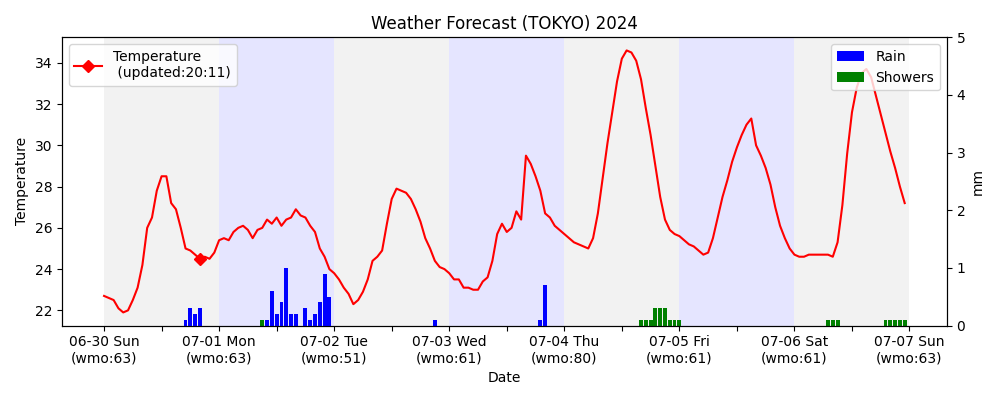 Weather Forecast (TOKYO) 2024
Temperature
(updated:20:11)
Rain
Showers
34
32
30
28
26
24
22
Temperature
5
4
3
2
1
0
mm
06-30 Sun
(wmo:63)
07-01 Mon
(wmo:63)
07-02 Tue
(wmo:51)
07-03 Wed
(wmo:61)
07-04 Thu
(wmo:80)
07-05 Fri
(wmo:61)
07-06 Sat
(wmo:61)
07-07 Sun
(wmo:63)
Date